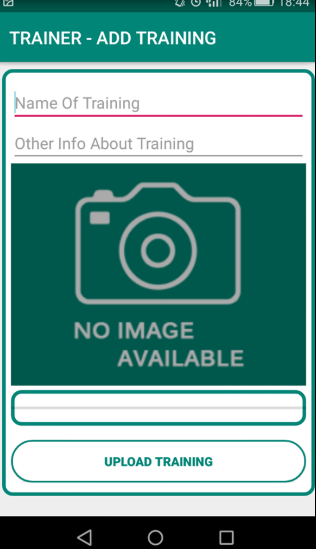 84% 18:44
TRAINER - ADD TRAINING
Name Of Training
Other Info About Training
NO IMAGE
AVAILABLE
UPLOAD TRAINING